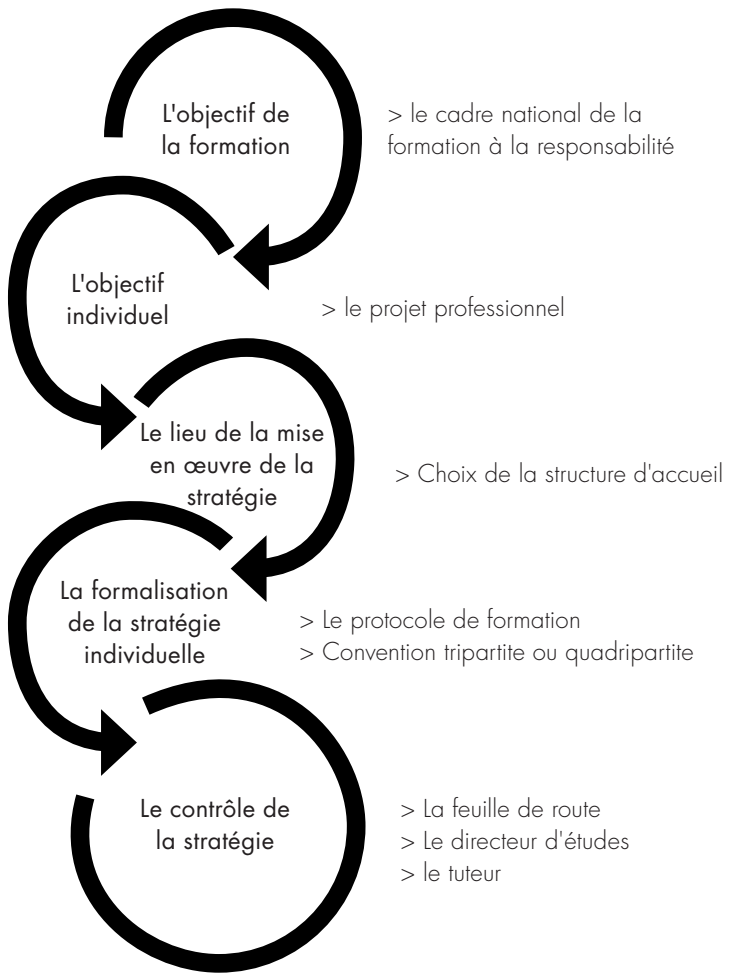 L'objectif de
la formation
> le cadre national de la
formation à la responsabilité
L'objectif
individuel
> le projet professionnel
Le lieu de la mise
en œuvre de la
stratégie
> Choix de la structure d'accueil
La formalisation
de la stratégie
individuelle
> Le protocole de formation
> Convention tripartite ou quadripartite
Le contrôle de
la stratégie
> La feuille de route
> Le directeur d'études
> le tuteur